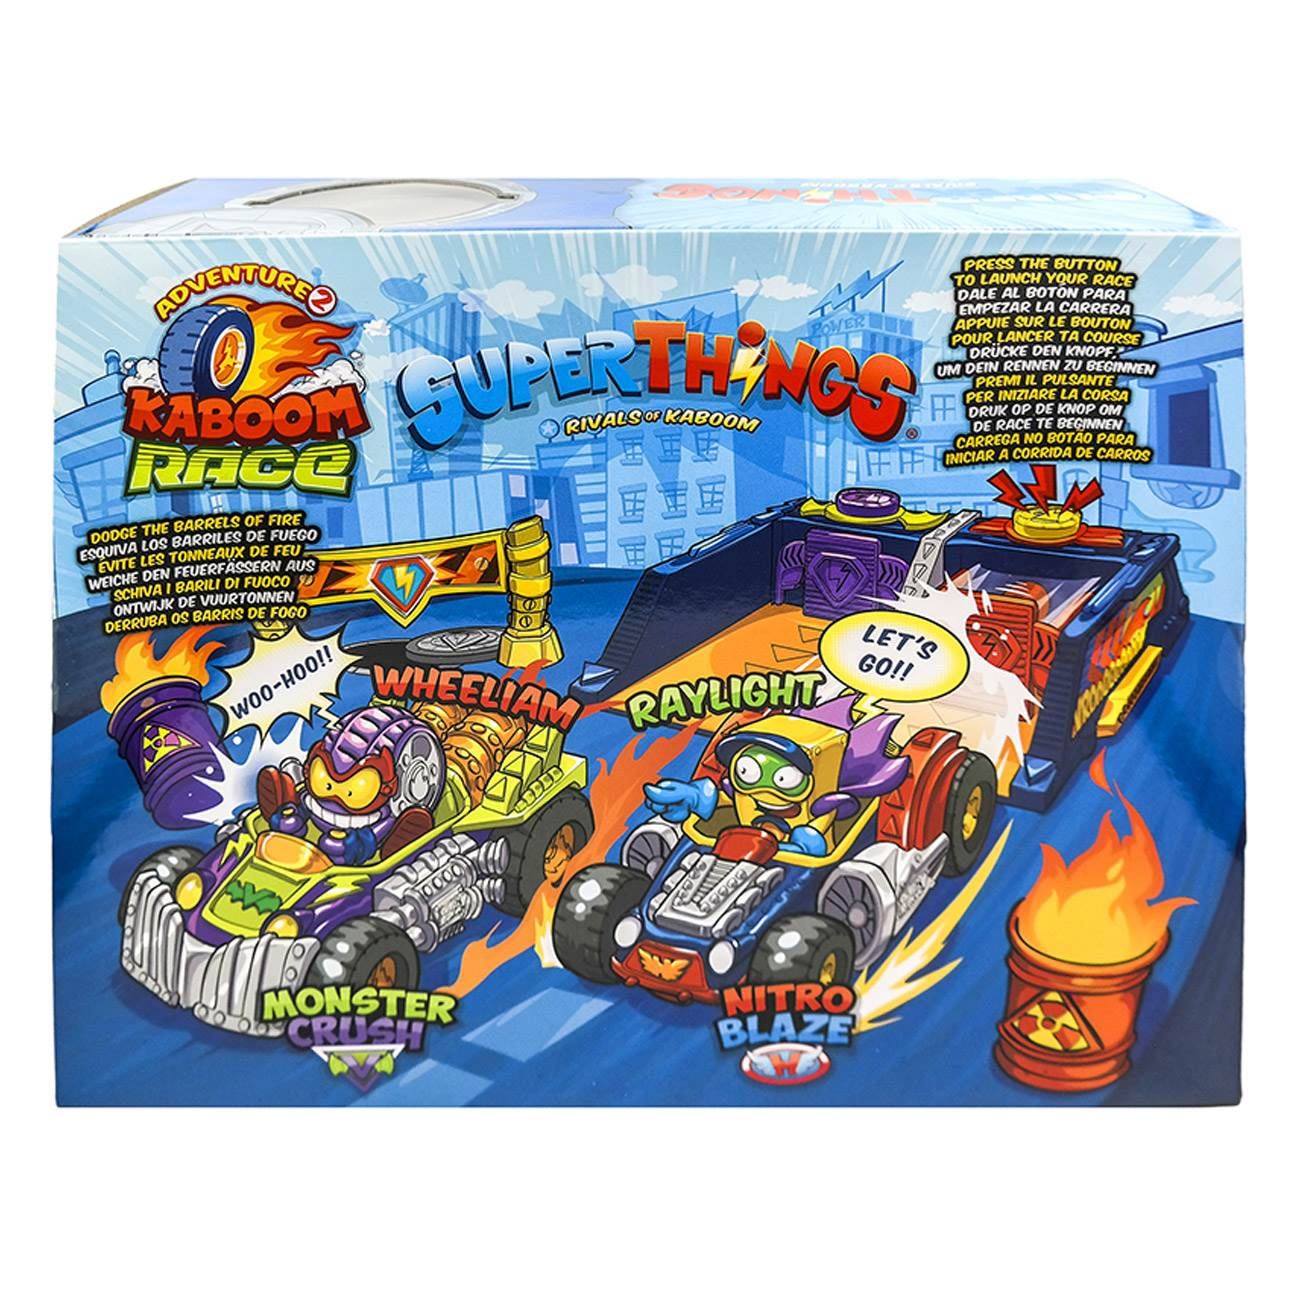 ADVENTURE 2
KABOOM
RACE
SUPERTHINGS®
RIVALS OF KABOOM
POWER
PRESS THE BUTTON
TO LAUNCH YOUR RACE
DALE AL BOTÓN PARA
EMPEZAR LA CARRERA
APPUIE SUR LE BOUTON
POUR LANCER TA COURSE
DRÜCKE DEN KNOPF,
UM DEIN RENNEN ZU BEGINNEN
PREMI IL PULSANTE
PER INIZIARE LA CORSA
DRUK OP DE KNOP OM
DE RACE TE BEGINNEN
CARREGA NO BOTÃO PARA
INICIAR A CORRIDA DE CARROS
DODGE THE BARRELS OF FIRE
ESQUIVA LOS BARRILES DE FUEGO
ÉVITE LES TONNEAUX DE FEU
WEICHE DEN FEUERFÄSSERN AUS
SCHIVA I BARILI DI FUOCO
ONTWIJK DE VUURTONNEN
DERRUBA OS BARRIS DE FOGO
WOO-HOO!!
WHEELIAM
RAYLIGHT
LET'S
GO!!
MONSTER
CRUSH
NITRO
BLAZE
H